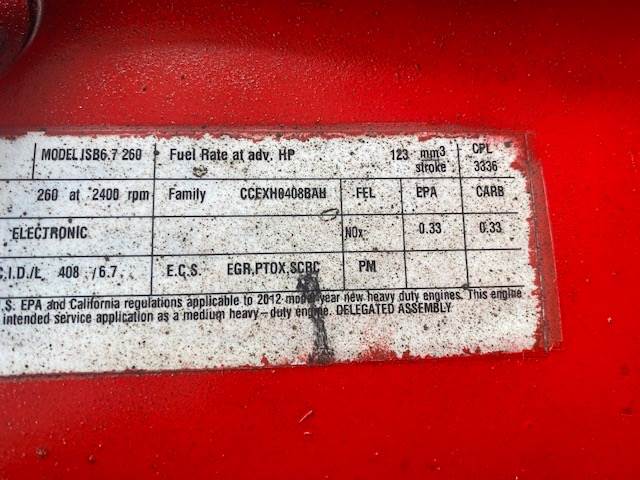 MODEL ISB6.7 260 Fuel Rate at adv. HP 123 mm3 stroke CPL 3336
260 at 2400 rpm Family CCEXH0408BAH FEL EPA CARB
ELECTRONIC NOx 0.33 0.33
C.I.D./L 408 /6.7 E.C.S. EGR,PTOX,SCRC PM
.S. EPA and California regulations applicable to 2012 model year new heavy duty engines. This engine
intended service application as a medium heavy-duty engine. DELEGATED ASSEMBLY